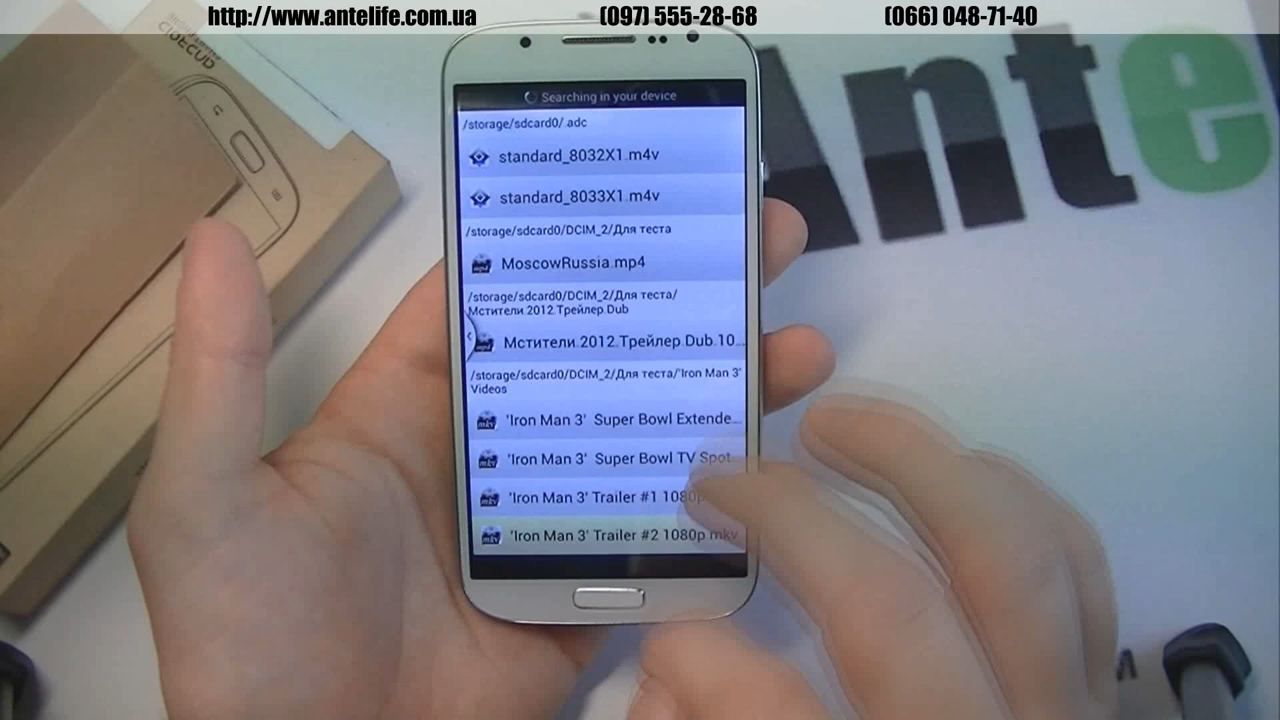 http://www.antelife.com.ua
(097) 555-28-68
(066) 048-71-40
Ante
Searching in your device
/storage/sdcard0/.adc
standard_8032X1.m4v
standard_8033X1.m4v
/storage/sdcard0/DCIM_2/Для теста
MoscowRussia.mp4
/storage/sdcard0/DCIM_2/Для теста/
Мстители.2012.Трейлер.Dub
Мстители.2012.Трейлер.Dub.10...
/storage/sdcard0/DCIM_2/Для теста/'Iron Man 3'
Videos
'Iron Man 3' Super Bowl Extende...
'Iron Man 3' Super Bowl TV Spot
'Iron Man 3' Trailer #1 1080p
'Iron Man 3' Trailer #2 1080p.mkv